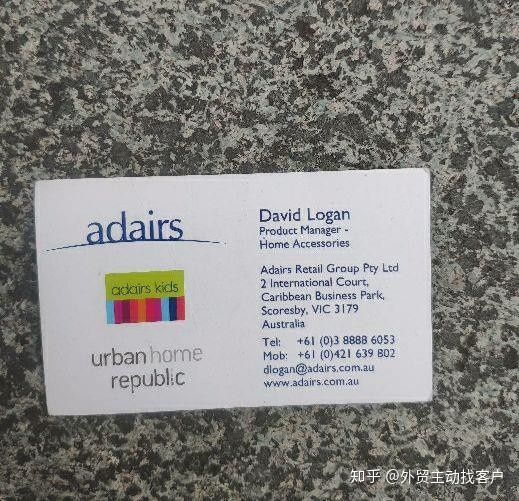 adairs
adairs kids
urban home
republic
David Logan
Product Manager -
Home Accessories
Adairs Retail Group Pty Ltd
2 International Court,
Caribbean Business Park,
Scoresby, VIC 3179
Australia
Tel: +61 (0)3 8888 6053
Mob: +61 (0)421 639 802
dlogan@adairs.com.au
www.adairs.com.au
知乎 @外贸主动找客户